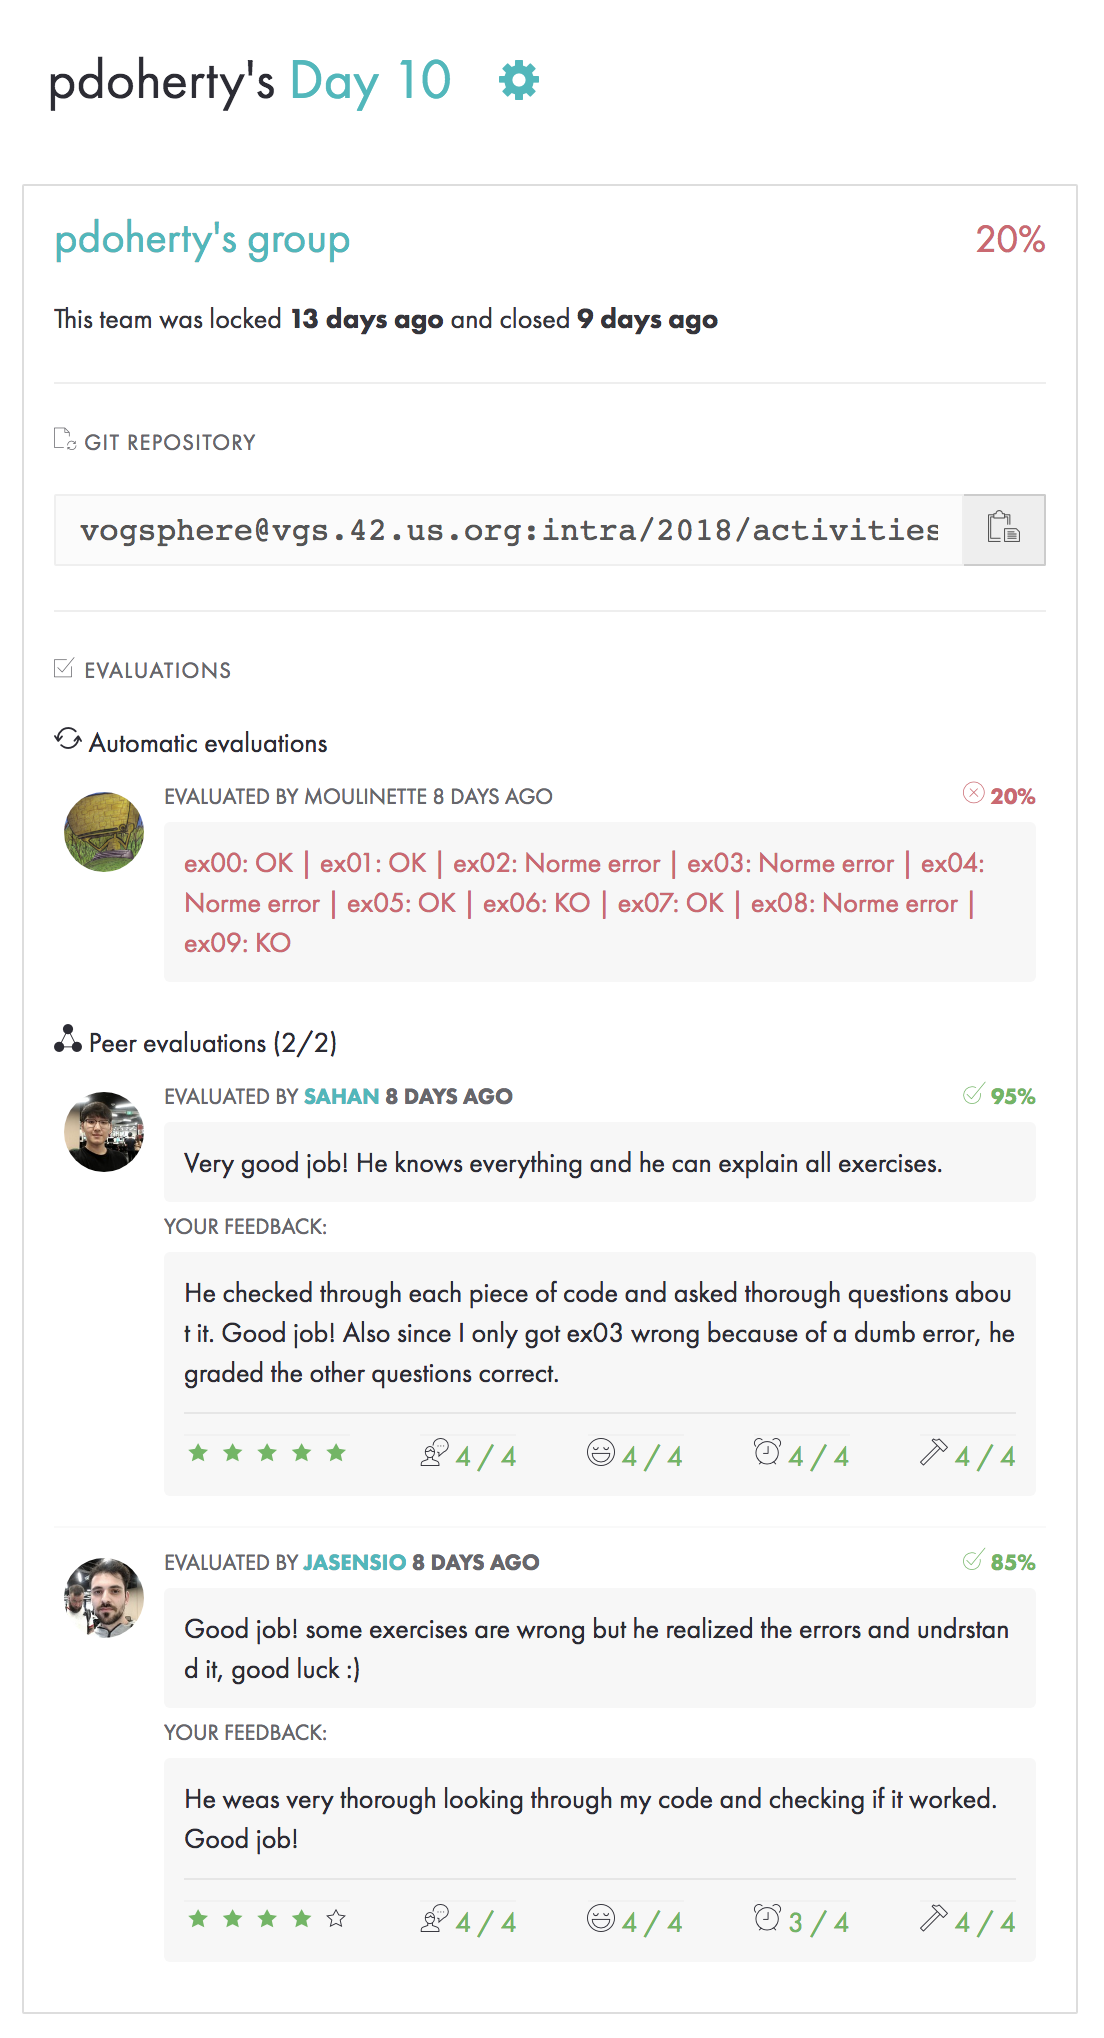 pdoherty's Day 10
pdoherty's group
20%
This team was locked 13 days ago and closed 9 days ago
GIT REPOSITORY
vogsphere@vgs.42.us.org:intra/2018/activities
EVALUATIONS
Automatic evaluations
EVALUATED BY MOULINETTE 8 DAYS AGO
20%
ex00: OK | ex01: OK | ex02: Norme error | ex03: Norme error | ex04:
Norme error | ex05: OK | ex06: KO | ex07: OK | ex08: Norme error |
ex09: KO
Peer evaluations (2/2)
EVALUATED BY SAHAN 8 DAYS AGO
95%
Very good job! He knows everything and he can explain all exercises.
YOUR FEEDBACK:
He checked through each piece of code and asked thorough questions abou
t it. Good job! Also since I only got ex03 wrong because of a dumb error, he
graded the other questions correct.
4 / 4
4 / 4
4 / 4
4 / 4
EVALUATED BY JASENSIO 8 DAYS AGO
85%
Good job! some exercises are wrong but he realized the errors and undrstan
d it, good luck :)
YOUR FEEDBACK:
He weas very thorough looking through my code and checking if it worked.
Good job!
4 / 4
4 / 4
3 / 4
4 / 4